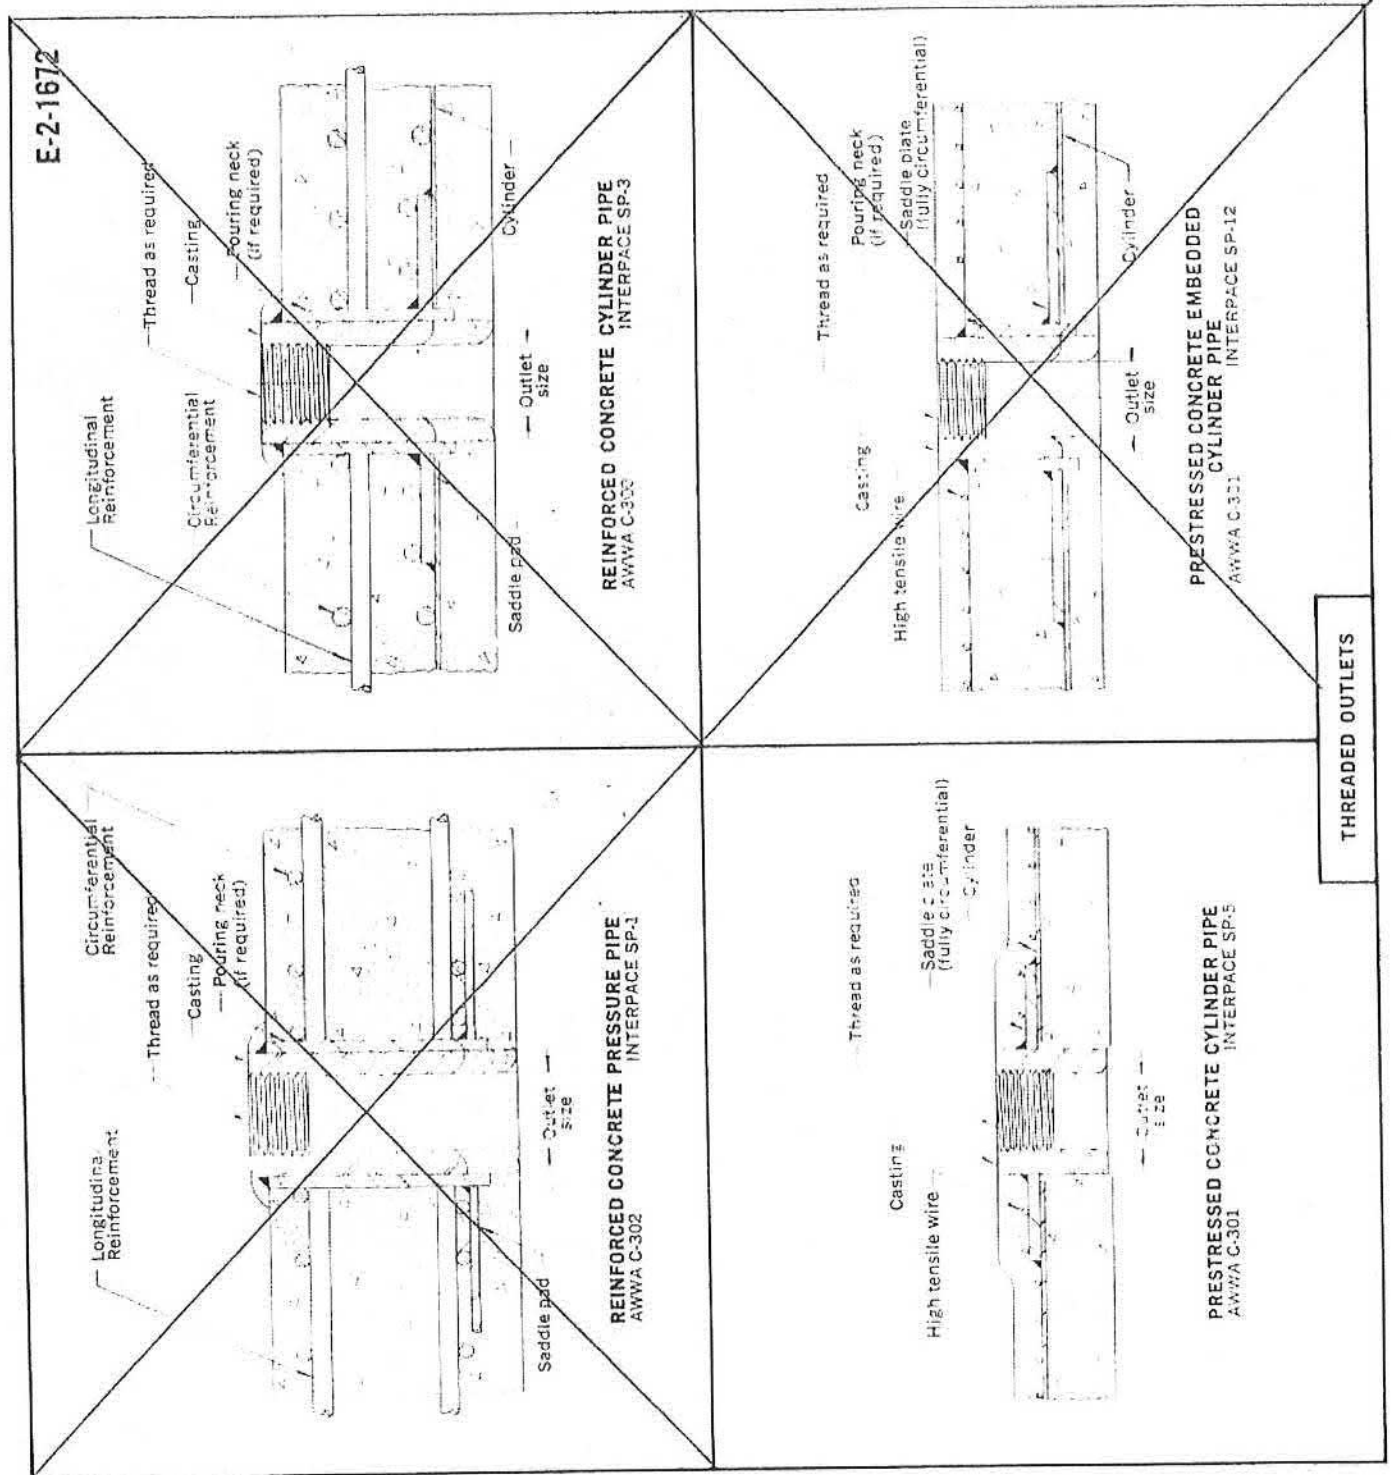 E-2-1672
Longitudinal
Reinforcement
Circumferential
Reinforcement
Thread as required
Casting
Pouring neck
(if required)
Saddle pad
Outlet
size
REINFORCED CONCRETE PRESSURE PIPE
AWWA C-302 INTERPACE SP-1
Longitudinal
Reinforcement
Circumferential
Reinforcement
Thread as required
Casting
Pouring neck
(if required)
Saddle pad
Outlet
size
Cylinder
REINFORCED CONCRETE CYLINDER PIPE
AWWA C-300 INTERPACE SP-3
Thread as required
Casting
High tensile wire
Saddle plate
(fully circumferential)
Cylinder
Outlet
size
PRESTRESSED CONCRETE CYLINDER PIPE
AWWA C-301 INTERPACE SP-5
Thread as required
Casting
High tensile wire
Pouring neck
(if required)
Saddle plate
(fully circumferential)
Cylinder
Outlet
size
PRESTRESSED CONCRETE EMBEDDED
CYLINDER PIPE
AWWA C-301 INTERPACE SP-12
THREADED OUTLETS